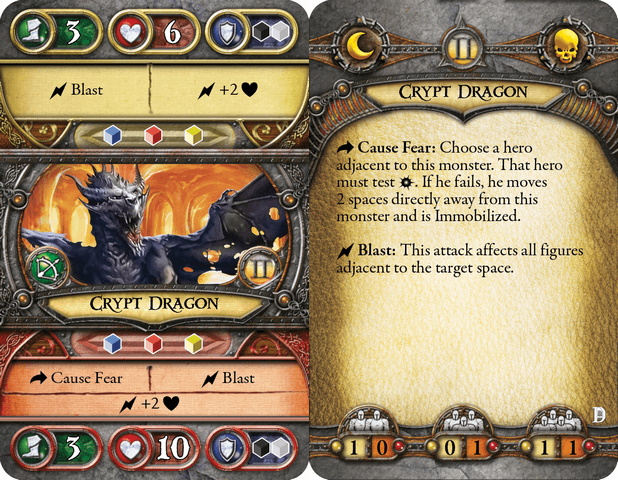 3 6
Blast +2
II
CRYPT DRAGON
Cause Fear Blast
+2
3 10
II
CRYPT DRAGON
Cause Fear: Choose a hero
adjacent to this monster. That hero
must test . If he fails, he moves
2 spaces directly away from this
monster and is Immobilized.
Blast: This attack affects all figures
adjacent to the target space.
D
1 0 0 1 1 1